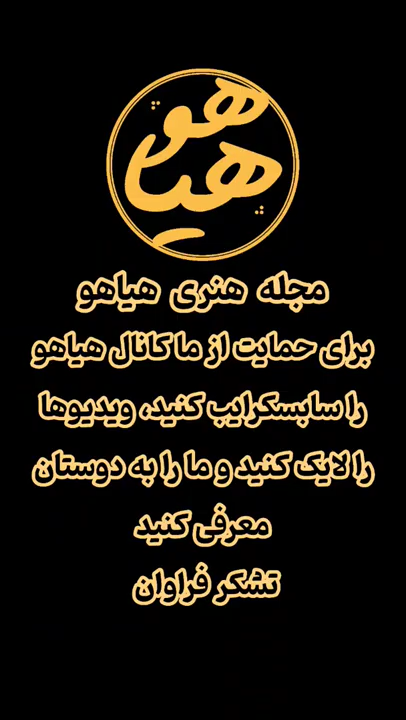 هیاهو
مجله هنری هیاهو
برای حمایت از ما کانال هیاهو
را سابسکرایب کنید، ویدیوها
را لایک کنید و ما را به دوستان
معرفی کنید
تشکر فراوان